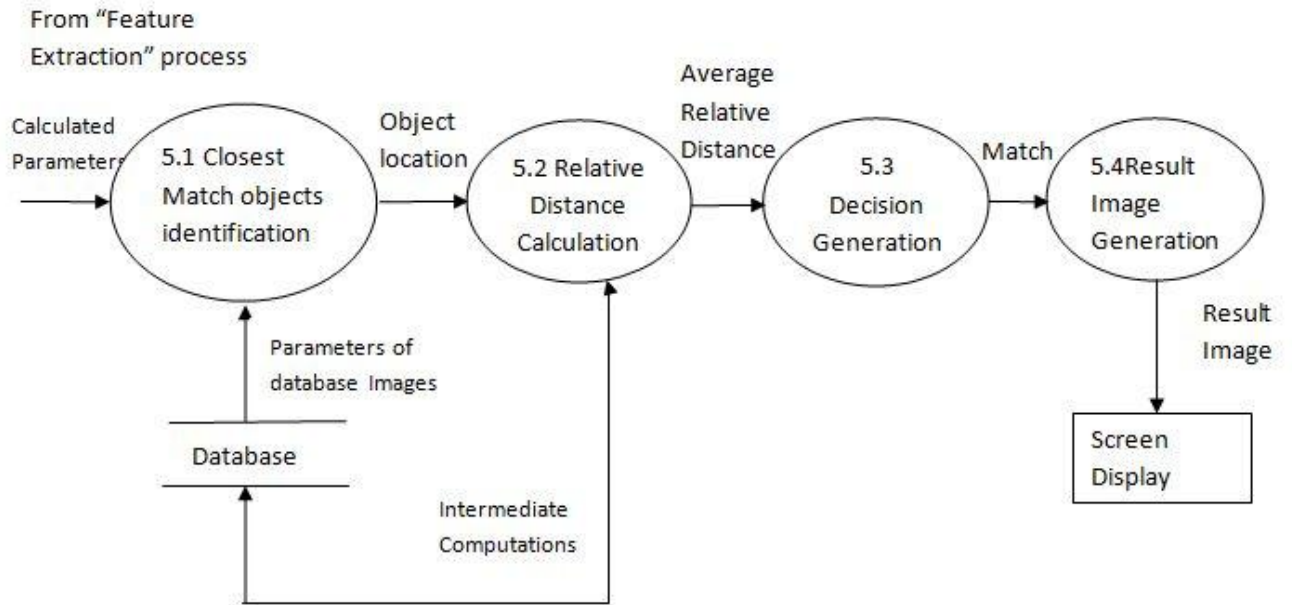 From “Feature
Extraction” process
Calculated
Parameters
5.1 Closest
Match objects
identification
Object
location
5.2 Relative
Distance
Calculation
Average
Relative
Distance
5.3
Decision
Generation
Match
5.4Result
Image
Generation
Parameters of
database Images
Result
Image
Database
Screen
Display
Intermediate
Computations